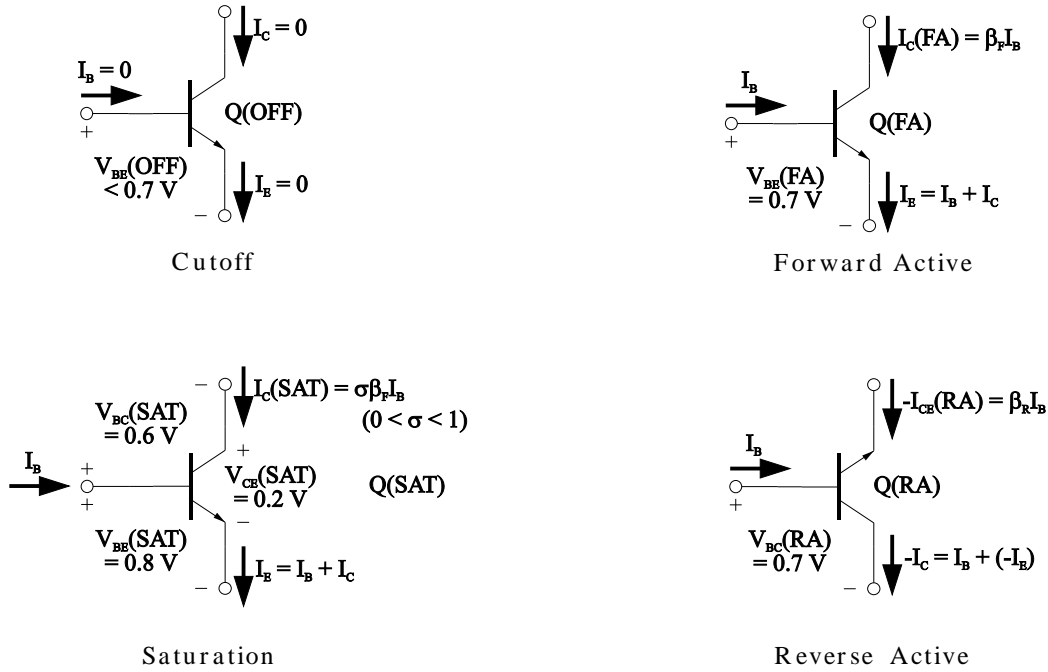 I_C = 0
I_B = 0
+
Q(OFF)
V_BE(OFF)
< 0.7 V
I_E = 0
−
Cutoff
I_C(FA) = β_F I_B
I_B
+
Q(FA)
V_BE(FA)
= 0.7 V
I_E = I_B + I_C
−
Forward Active
−
I_C(SAT) = σβ_F I_B
(0 < σ < 1)
V_BC(SAT)
= 0.6 V
+
I_B
+
+
V_CE(SAT)
= 0.2 V
Q(SAT)
−
V_BE(SAT)
= 0.8 V
I_E = I_B + I_C
−
Saturation
-I_CE(RA) = β_R I_B
I_B
+
Q(RA)
V_BC(RA)
= 0.7 V
-I_C = I_B + (-I_E)
−
Reverse Active